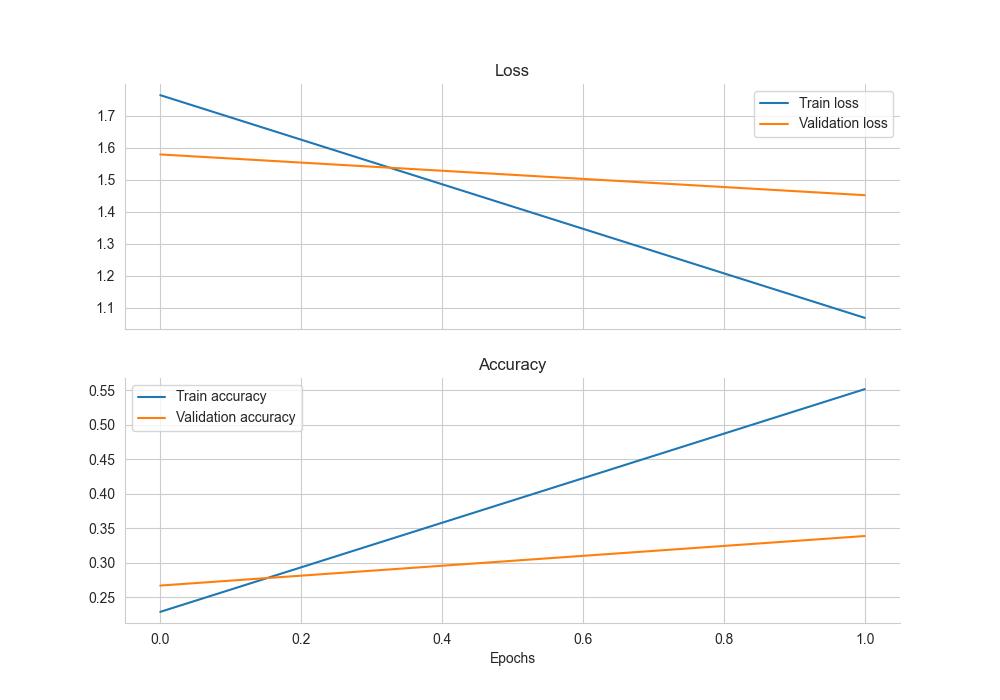 Loss
Train loss
Validation loss
1.7
1.6
1.5
1.4
1.3
1.2
1.1
Accuracy
Train accuracy
Validation accuracy
0.55
0.50
0.45
0.40
0.35
0.30
0.25
0.0 0.2 0.4 0.6 0.8 1.0
Epochs